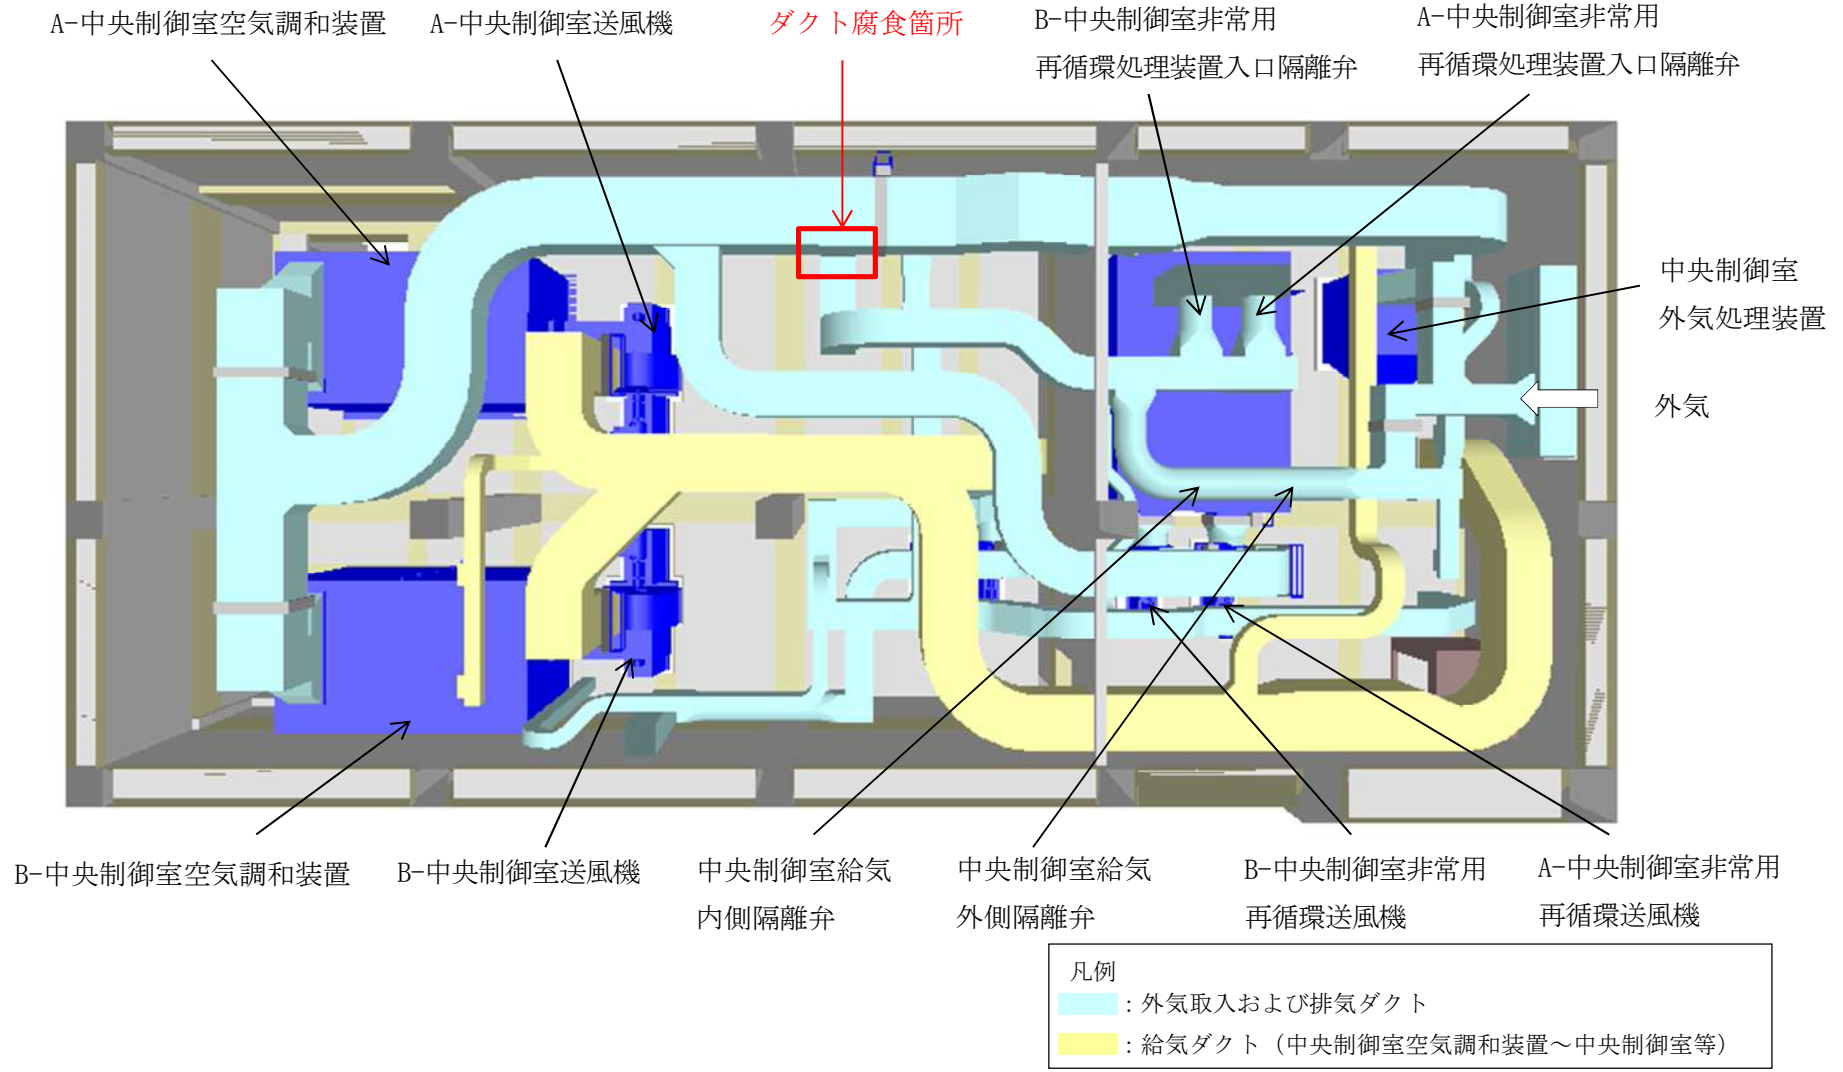 A-中央制御室空気調和装置
A-中央制御室送風機
ダクト腐食箇所
B-中央制御室非常用
再循環処理装置入口隔離弁
A-中央制御室非常用
再循環処理装置入口隔離弁
中央制御室
外気処理装置
外気
B-中央制御室空気調和装置
B-中央制御室送風機
中央制御室給気
内側隔離弁
中央制御室給気
外側隔離弁
B-中央制御室非常用
再循環送風機
A-中央制御室非常用
再循環送風機
凡例
：外気取入および排気ダクト
：給気ダクト（中央制御室空気調和装置～中央制御室等）